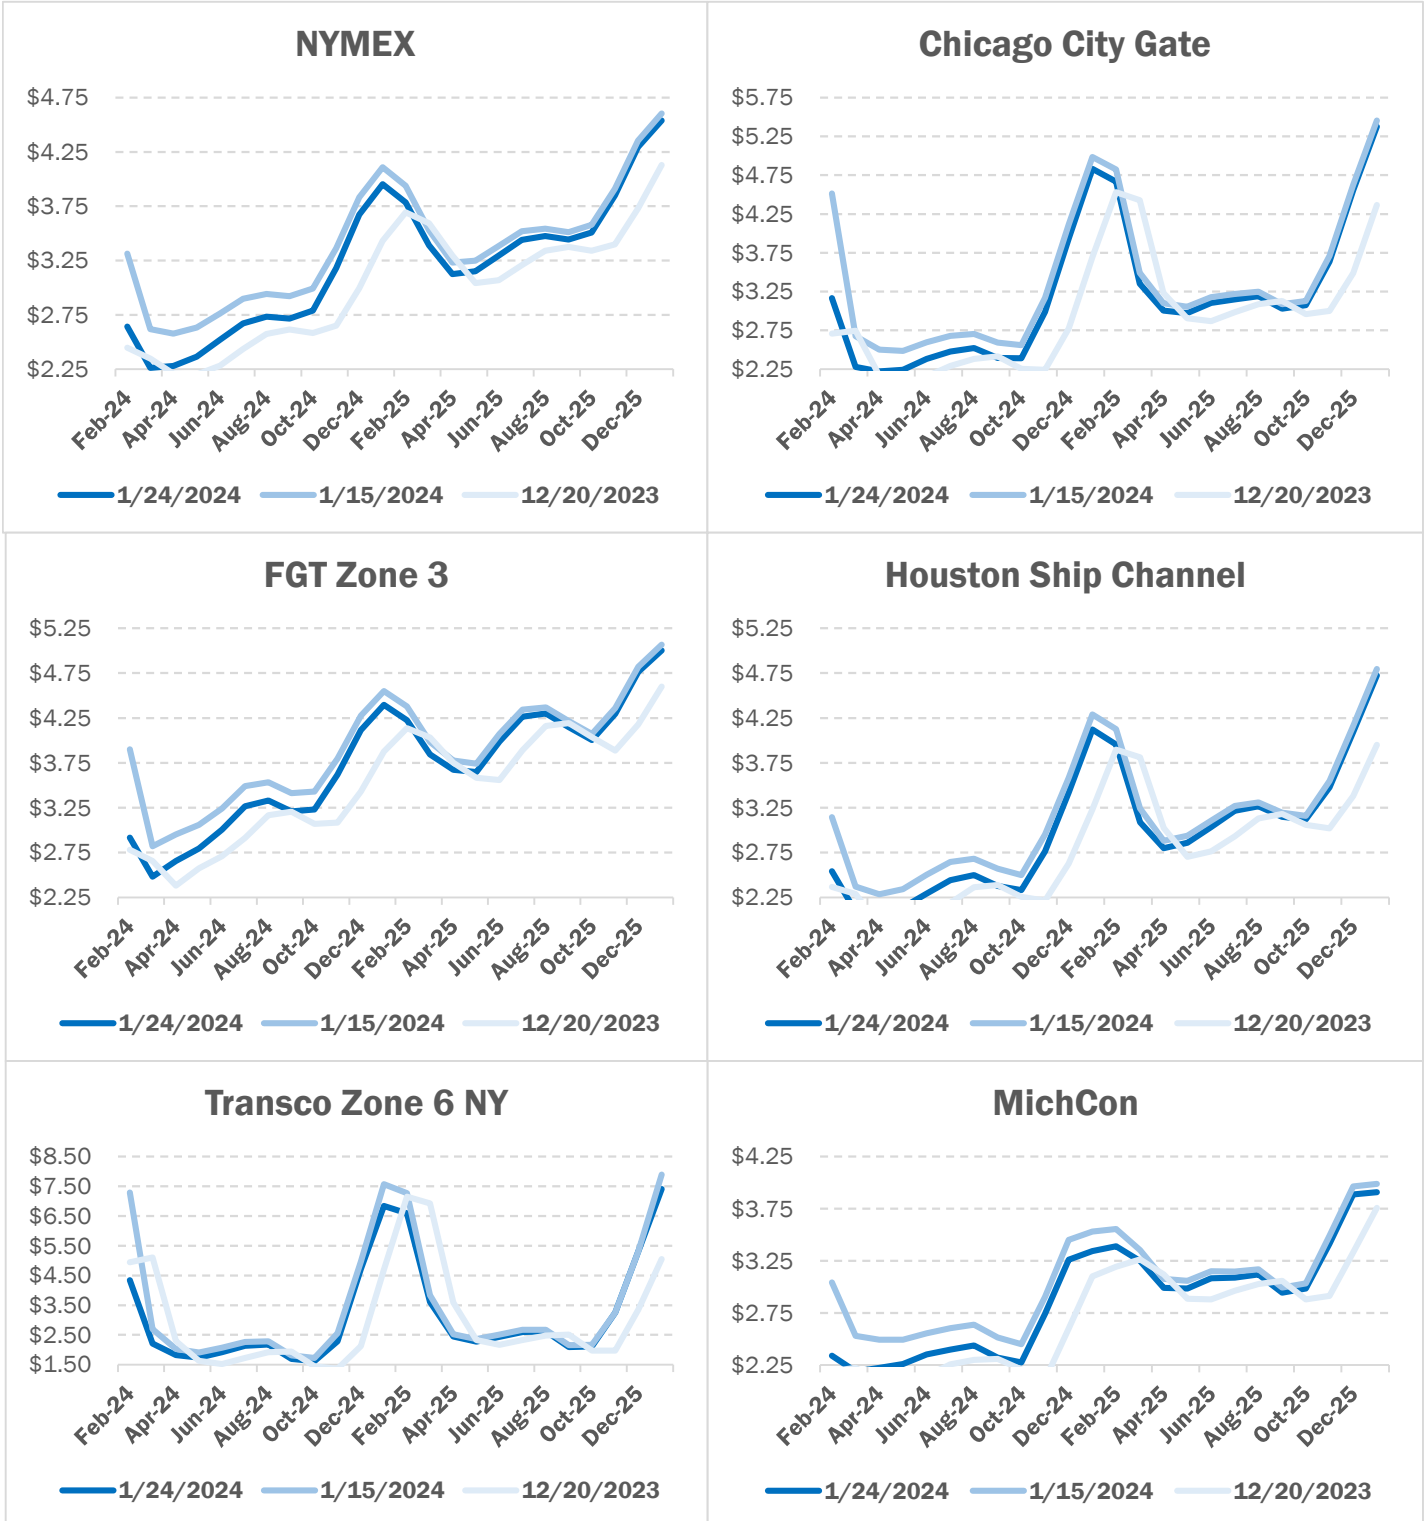 NYMEX
$4.75
$4.25
$3.75
$3.25
$2.75
$2.25
Feb-24 Apr-24 Jun-24 Aug-24 Oct-24 Dec-24 Feb-25 Apr-25 Jun-25 Aug-25 Oct-25 Dec-25
1/24/2024 1/15/2024 12/20/2023
Chicago City Gate
$5.75
$5.25
$4.75
$4.25
$3.75
$3.25
$2.75
$2.25
Feb-24 Apr-24 Jun-24 Aug-24 Oct-24 Dec-24 Feb-25 Apr-25 Jun-25 Aug-25 Oct-25 Dec-25
1/24/2024 1/15/2024 12/20/2023
FGT Zone 3
$5.25
$4.75
$4.25
$3.75
$3.25
$2.75
$2.25
Feb-24 Apr-24 Jun-24 Aug-24 Oct-24 Dec-24 Feb-25 Apr-25 Jun-25 Aug-25 Oct-25 Dec-25
1/24/2024 1/15/2024 12/20/2023
Houston Ship Channel
$5.25
$4.75
$4.25
$3.75
$3.25
$2.75
$2.25
Feb-24 Apr-24 Jun-24 Aug-24 Oct-24 Dec-24 Feb-25 Apr-25 Jun-25 Aug-25 Oct-25 Dec-25
1/24/2024 1/15/2024 12/20/2023
Transco Zone 6 NY
$8.50
$7.50
$6.50
$5.50
$4.50
$3.50
$2.50
$1.50
Feb-24 Apr-24 Jun-24 Aug-24 Oct-24 Dec-24 Feb-25 Apr-25 Jun-25 Aug-25 Oct-25 Dec-25
1/24/2024 1/15/2024 12/20/2023
MichCon
$4.25
$3.75
$3.25
$2.75
$2.25
Feb-24 Apr-24 Jun-24 Aug-24 Oct-24 Dec-24 Feb-25 Apr-25 Jun-25 Aug-25 Oct-25 Dec-25
1/24/2024 1/15/2024 12/20/2023